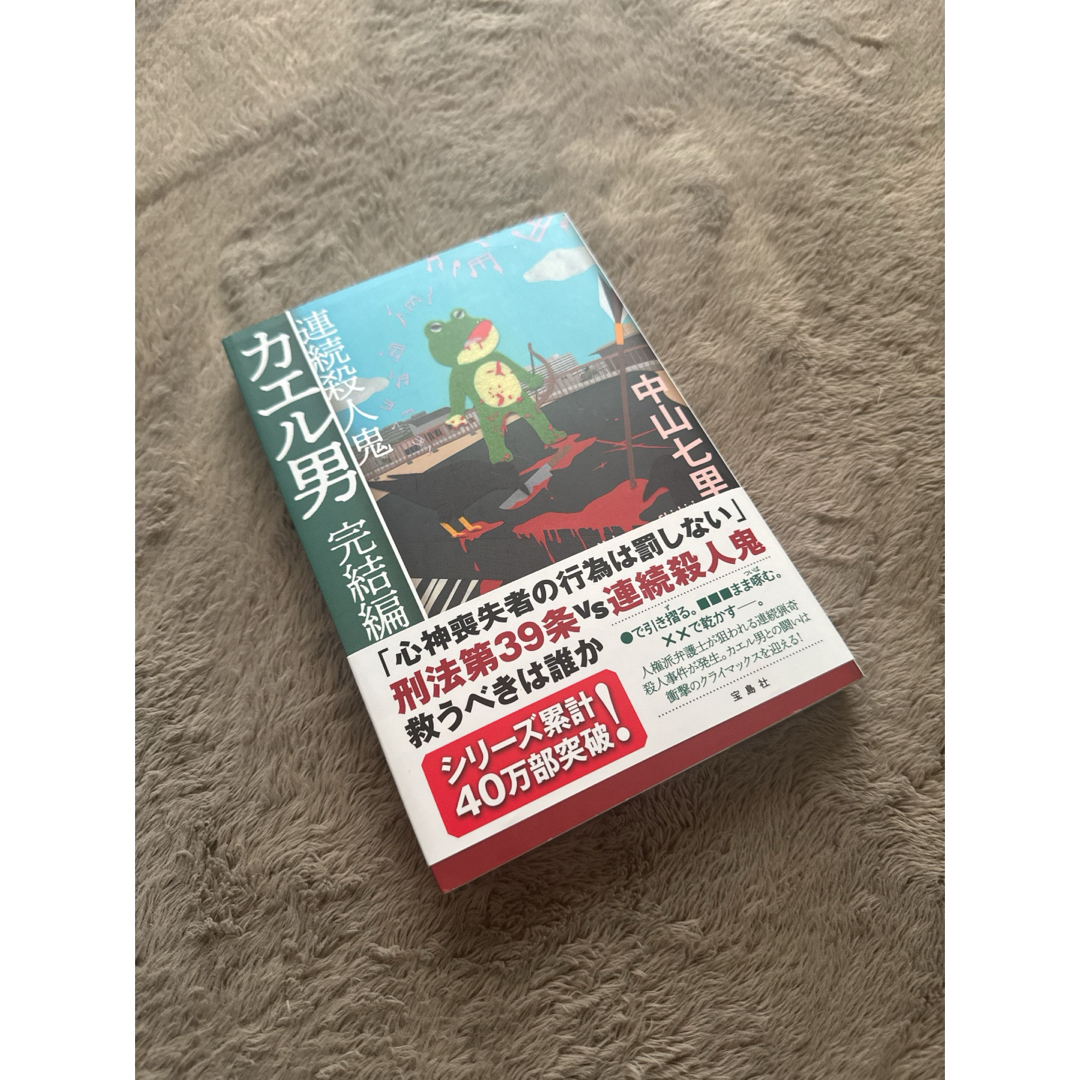 連続殺人鬼
カエル男
完結編
中山七里
「心神喪失者の行為は罰しない」
刑法第39条vs連続殺人鬼
救うべきは誰か
シリーズ累計
40万部突破!
●で引き摺る。■■■まま啄む。
××で乾かす──。
人権派弁護士が狙われる連続猟奇
殺人事件が発生。カエル男との闘いは
衝撃のクライマックスを迎える!
宝島社